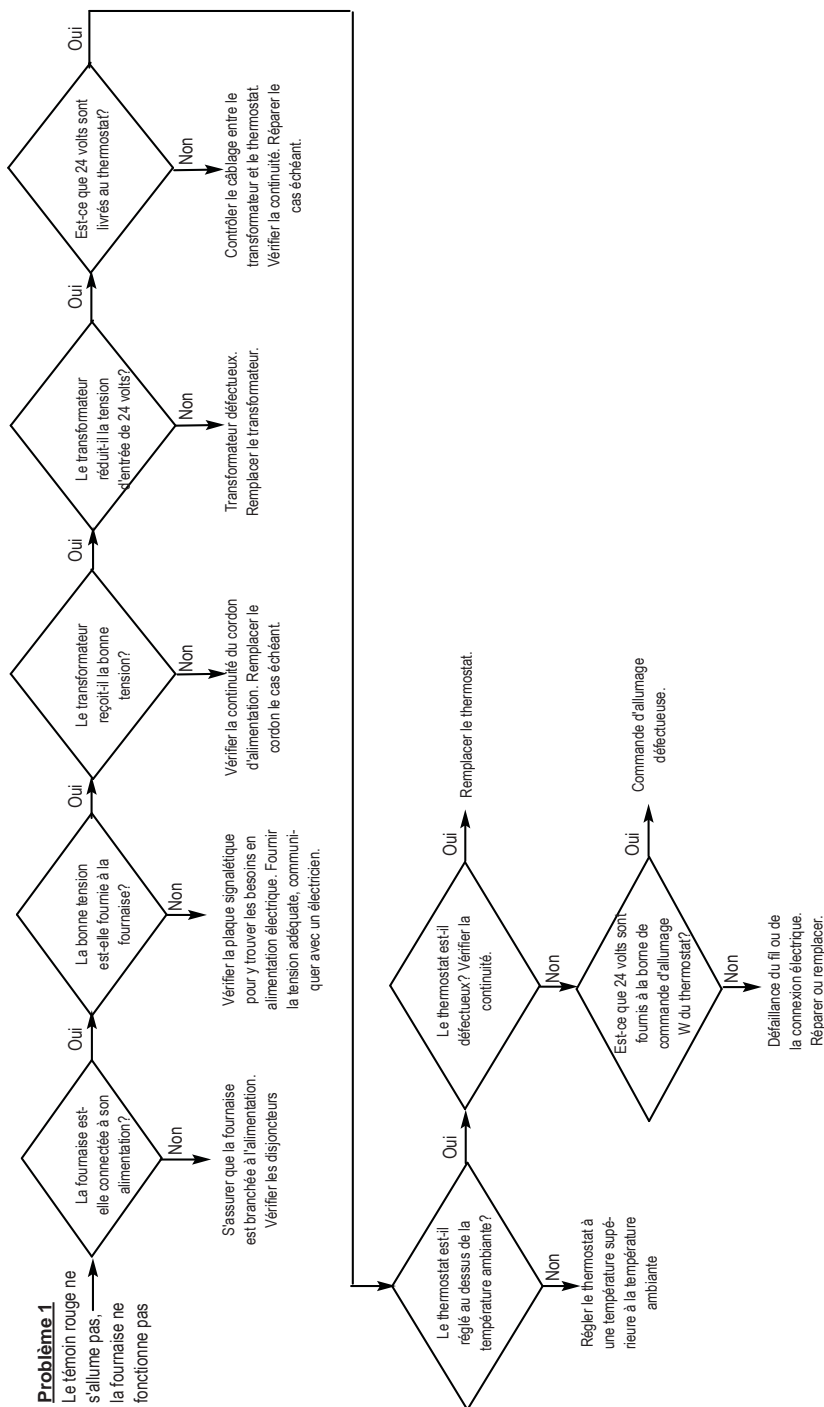 Problème 1
Le témoin rouge ne
s'allume pas,
la fournaise ne
fonctionne pas
La fournaise est-
elle connectée à son
alimentation?
Non
S'assurer que la fournaise
est branchée à l'alimentation.
Vérifier les disjoncteurs
Oui
La bonne tension
est-elle fournie à la
fournaise?
Non
Vérifier la plaque signalétique
pour y trouver les besoins en
alimentation électrique. Fournir
la tension adéquate, communi-
quer avec un électricien.
Oui
Le transformateur
reçoit-il la bonne
tension?
Non
Vérifier la continuité du cordon
d'alimentation. Remplacer le
cordon le cas échéant.
Oui
Le transformateur
réduit-il la tension
d'entrée de 24 volts?
Non
Transformateur défectueux.
Remplacer le transformateur.
Oui
Est-ce que 24 volts sont
livrés au thermostat?
Non
Contrôler le câblage entre le
transformateur et le thermostat.
Vérifier la continuité. Réparer le
cas échéant.
Oui
Le thermostat est-il
réglé au dessus de la
température ambiante?
Non
Régler le thermostat à
une température supé-
rieure à la température
ambiante
Oui
Le thermostat est-il
défectueux? Vérifier la
continuité.
Oui
Remplacer le thermostat.
Non
Est-ce que 24 volts sont
fournis à la borne de
commande d'allumage
W du thermostat?
Oui
Commande d'allumage
défectueuse.
Non
Défaillance du fil ou de
la connexion électrique.
Réparer ou remplacer.